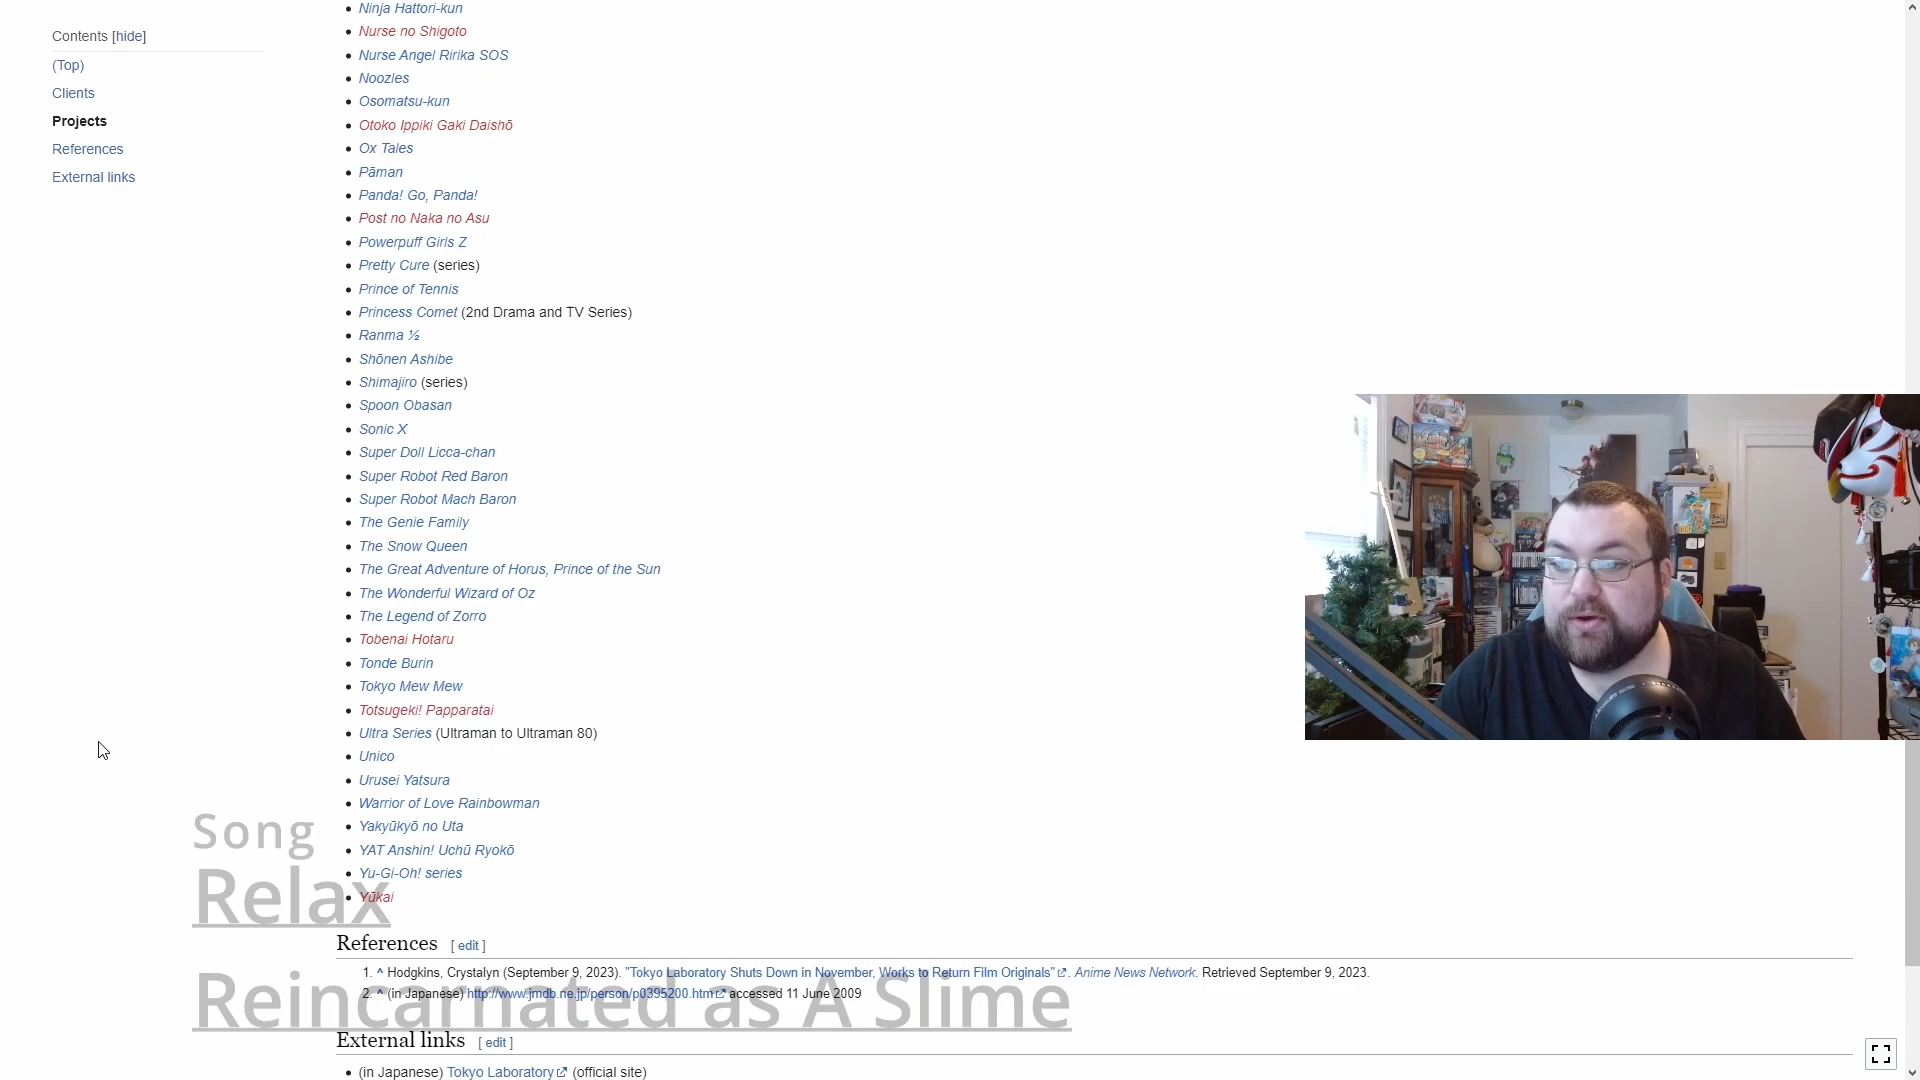 Contents [hide]
(Top)
Clients
Projects
References
External links
Ninja Hattori-kun
Nurse no Shigoto
Nurse Angel Ririka SOS
Noozles
Osomatsu-kun
Otoko Ippiki Gaki Daishō
Ox Tales
Pāman
Panda! Go, Panda!
Post no Naka no Asu
Powerpuff Girls Z
Pretty Cure (series)
Prince of Tennis
Princess Comet (2nd Drama and TV Series)
Ranma ½
Shōnen Ashibe
Shimajiro (series)
Spoon Obasan
Sonic X
Super Doll Licca-chan
Super Robot Red Baron
Super Robot Mach Baron
The Genie Family
The Snow Queen
The Great Adventure of Horus, Prince of the Sun
The Wonderful Wizard of Oz
The Legend of Zorro
Tobenai Hotaru
Tonde Burin
Tokyo Mew Mew
Totsugeki! Papparatai
Ultra Series (Ultraman to Ultraman 80)
Unico
Urusei Yatsura
Warrior of Love Rainbowman
Yakyūkyō no Uta
YAT Anshin! Uchū Ryokō
Yu-Gi-Oh! series
Yūkai
Song
Relax
Reincarnated as A Slime
References [ edit ]
1. ^ Hodgkins, Crystalyn (September 9, 2023). "Tokyo Laboratory Shuts Down in November, Works to Return Film Originals". Anime News Network. Retrieved September 9, 2023.
2. ^ (in Japanese) http://www.jmdb.ne.jp/person/p0395200.htm accessed 11 June 2009
External links [ edit ]
(in Japanese) Tokyo Laboratory (official site)